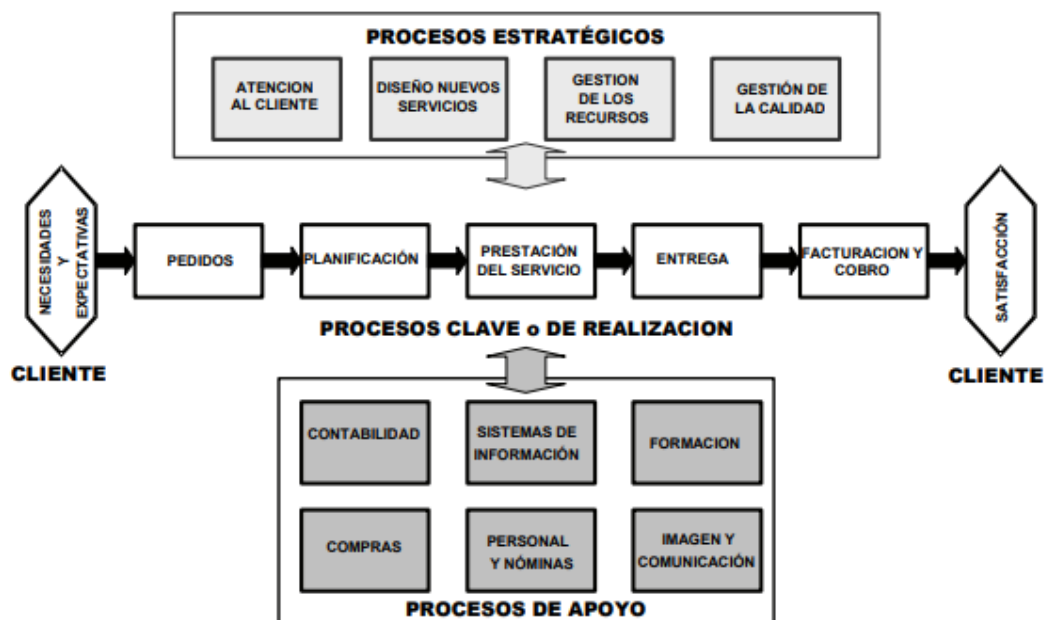 PROCESOS ESTRATÉGICOS
ATENCION
AL CLIENTE
DISEÑO NUEVOS
SERVICIOS
GESTION
DE LOS
RECURSOS
GESTIÓN DE
LA CALIDAD
NECESIDADES
Y
EXPECTATIVAS
CLIENTE
PEDIDOS
PLANIFICACIÓN
PRESTACIÓN
DEL SERVICIO
ENTREGA
FACTURACION Y
COBRO
SATISFACCIÓN
CLIENTE
PROCESOS CLAVE o DE REALIZACION
CONTABILIDAD
SISTEMAS DE
INFORMACIÓN
FORMACION
COMPRAS
PERSONAL
Y NÓMINAS
IMAGEN Y
COMUNICACIÓN
PROCESOS DE APOYO